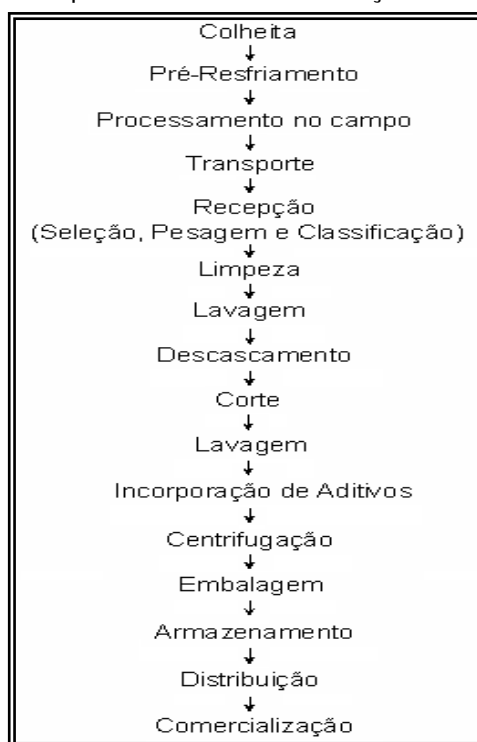 Colheita
Pré-Resfriamento
Processamento no campo
Transporte
Recepção
(Seleção, Pesagem e Classificação)
Limpeza
Lavagem
Descascamento
Corte
Lavagem
Incorporação de Aditivos
Centrifugação
Embalagem
Armazenamento
Distribuição
Comercialização